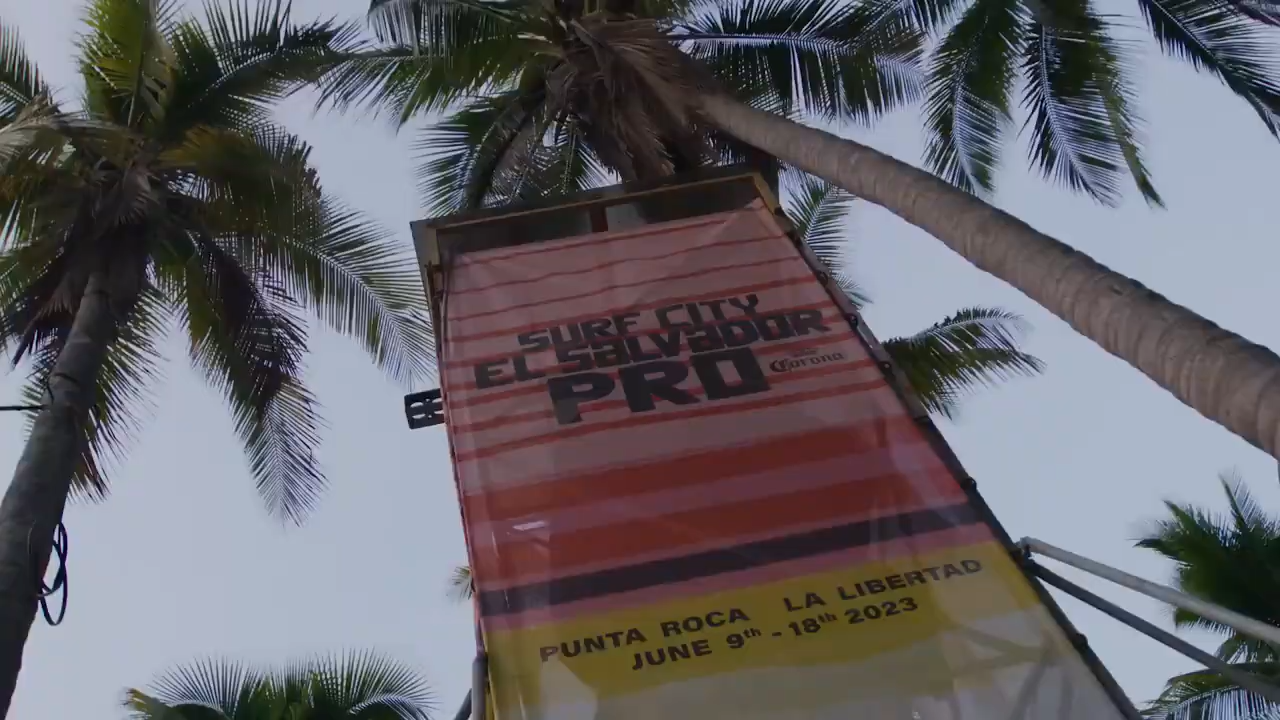 SURF CITY
EL SALVADOR
PRO
Corona
PUNTA ROCA LA LIBERTAD
JUNE 9th - 18th 2023